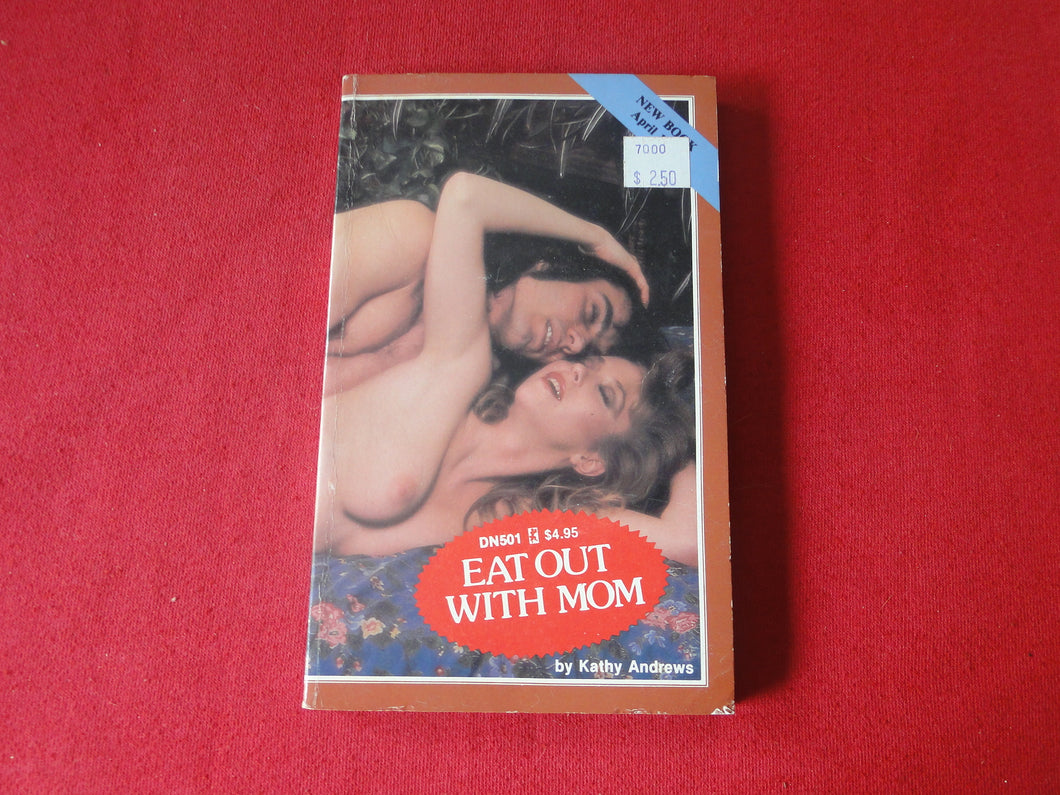 NEW BOOK
April
7000
$ 2.50
DN501 $4.95
EAT OUT
WITH MOM
by Kathy Andrews